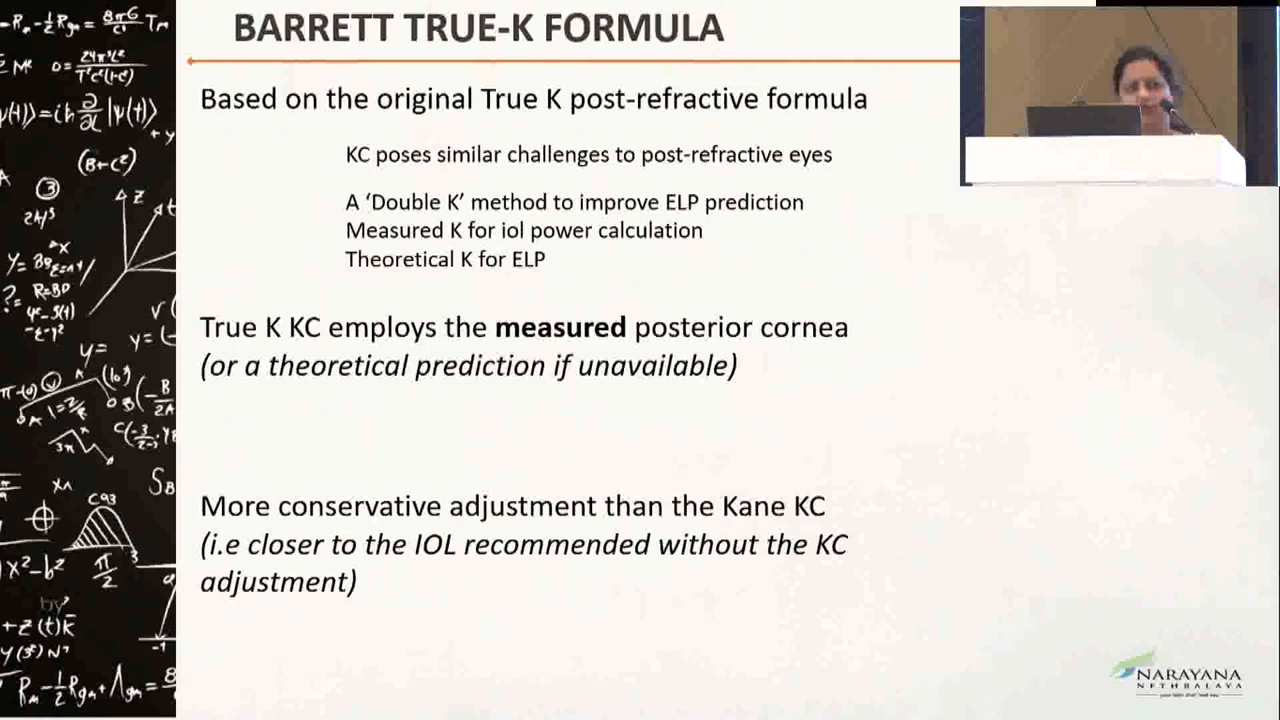 BARRETT TRUE-K FORMULA
Based on the original True K post-refractive formula
KC poses similar challenges to post-refractive eyes
A ‘Double K’ method to improve ELP prediction
Measured K for iol power calculation
Theoretical K for ELP
True K KC employs the measured posterior cornea
(or a theoretical prediction if unavailable)
More conservative adjustment than the Kane KC
(i.e closer to the IOL recommended without the KC
adjustment)
NARAYANA
NETHRALAYA